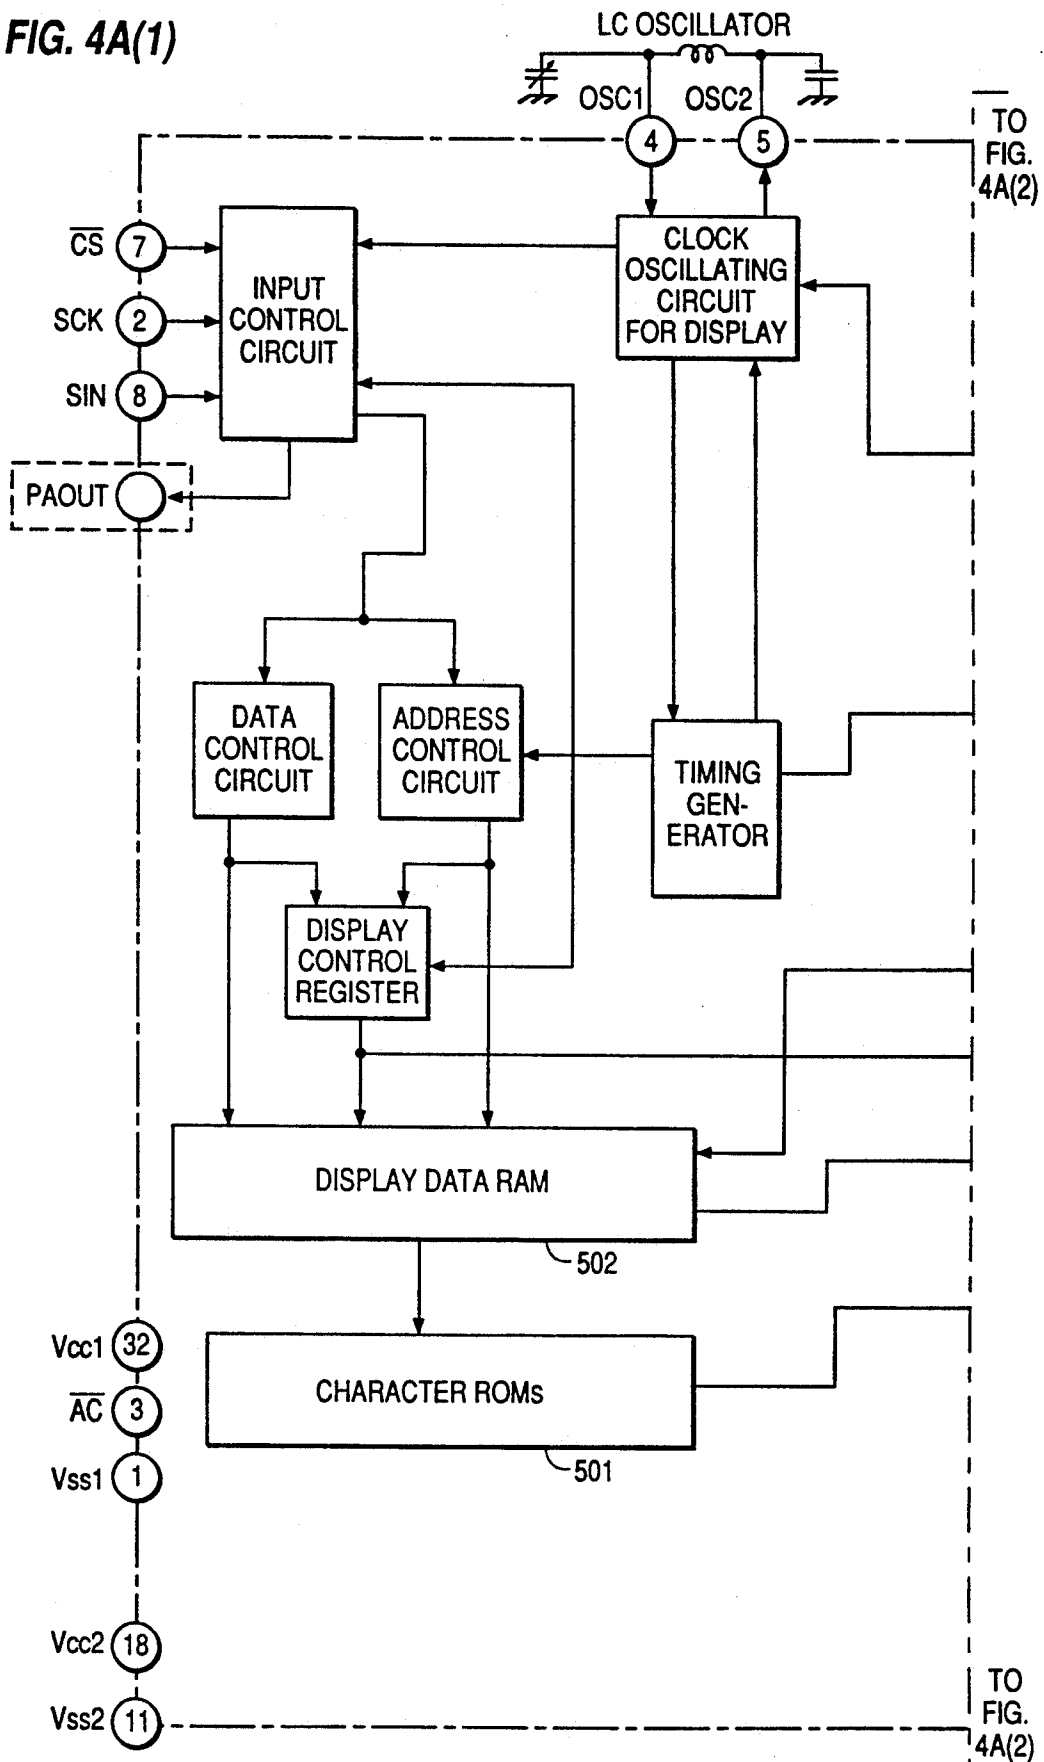 FIG. 4A(1)
LC OSCILLATOR
OSC1
OSC2
4
5
TO
FIG.
4A(2)
CS
7
SCK
2
SIN
8
PAOUT
INPUT
CONTROL
CIRCUIT
CLOCK
OSCILLATING
CIRCUIT
FOR DISPLAY
DATA
CONTROL
CIRCUIT
ADDRESS
CONTROL
CIRCUIT
TIMING
GEN-
ERATOR
DISPLAY
CONTROL
REGISTER
DISPLAY DATA RAM
502
CHARACTER ROMs
501
Vcc1
32
AC
3
Vss1
1
Vcc2
18
Vss2
11
TO
FIG.
4A(2)